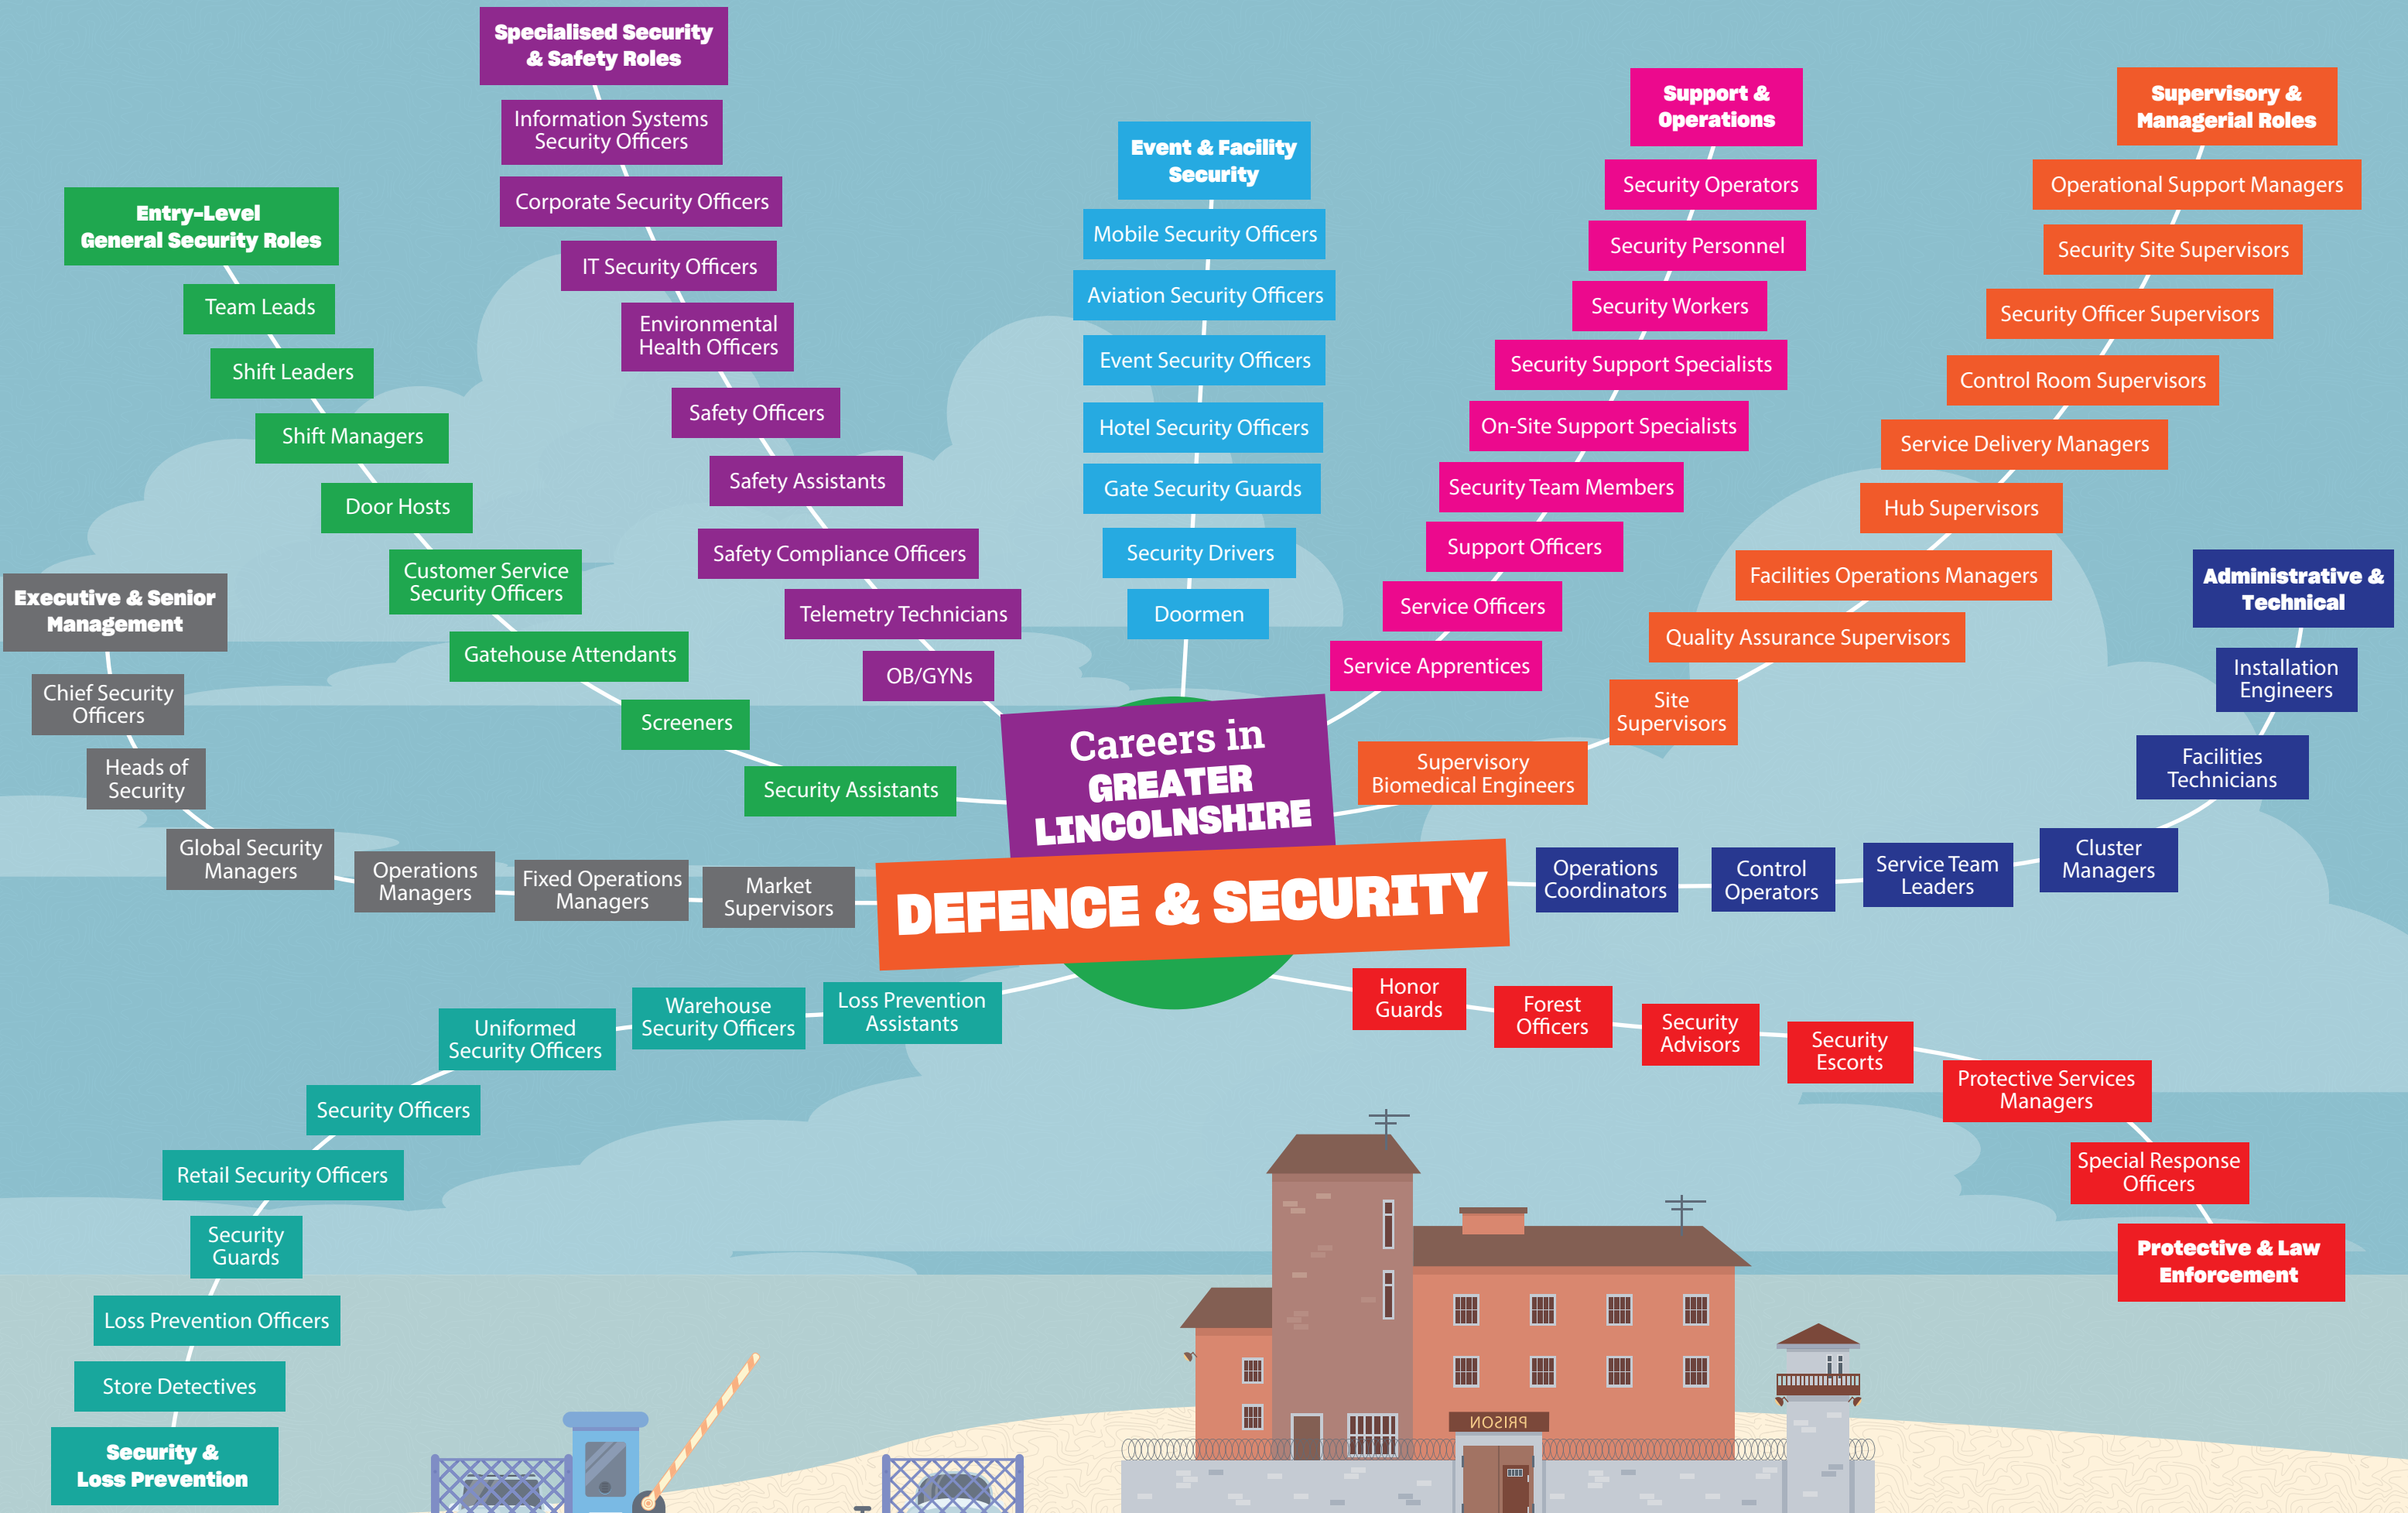 Specialised Security
& Safety Roles
Information Systems
Security Officers
Corporate Security Officers
IT Security Officers
Environmental
Health Officers
Safety Officers
Safety Assistants
Safety Compliance Officers
Telemetry Technicians
OB/GYNs
Entry-Level
General Security Roles
Team Leads
Shift Leaders
Shift Managers
Door Hosts
Customer Service
Security Officers
Gatehouse Attendants
Screeners
Security Assistants
Event & Facility
Security
Mobile Security Officers
Aviation Security Officers
Event Security Officers
Hotel Security Officers
Gate Security Guards
Security Drivers
Doormen
Support &
Operations
Security Operators
Security Personnel
Security Workers
Security Support Specialists
On-Site Support Specialists
Security Team Members
Support Officers
Service Officers
Service Apprentices
Supervisory &
Managerial Roles
Operational Support Managers
Security Site Supervisors
Security Officer Supervisors
Control Room Supervisors
Service Delivery Managers
Hub Supervisors
Facilities Operations Managers
Quality Assurance Supervisors
Site
Supervisors
Supervisory
Biomedical Engineers
Executive & Senior
Management
Chief Security
Officers
Heads of
Security
Global Security
Managers
Operations
Managers
Fixed Operations
Managers
Market
Supervisors
Careers in
GREATER
LINCOLNSHIRE
DEFENCE & SECURITY
Administrative &
Technical
Installation
Engineers
Facilities
Technicians
Cluster
Managers
Service Team
Leaders
Control
Operators
Operations
Coordinators
Loss Prevention
Assistants
Warehouse
Security Officers
Uniformed
Security Officers
Security Officers
Retail Security Officers
Security
Guards
Loss Prevention Officers
Store Detectives
Security &
Loss Prevention
Honor
Guards
Forest
Officers
Security
Advisors
Security
Escorts
Protective Services
Managers
Special Response
Officers
Protective & Law
Enforcement
PRISON